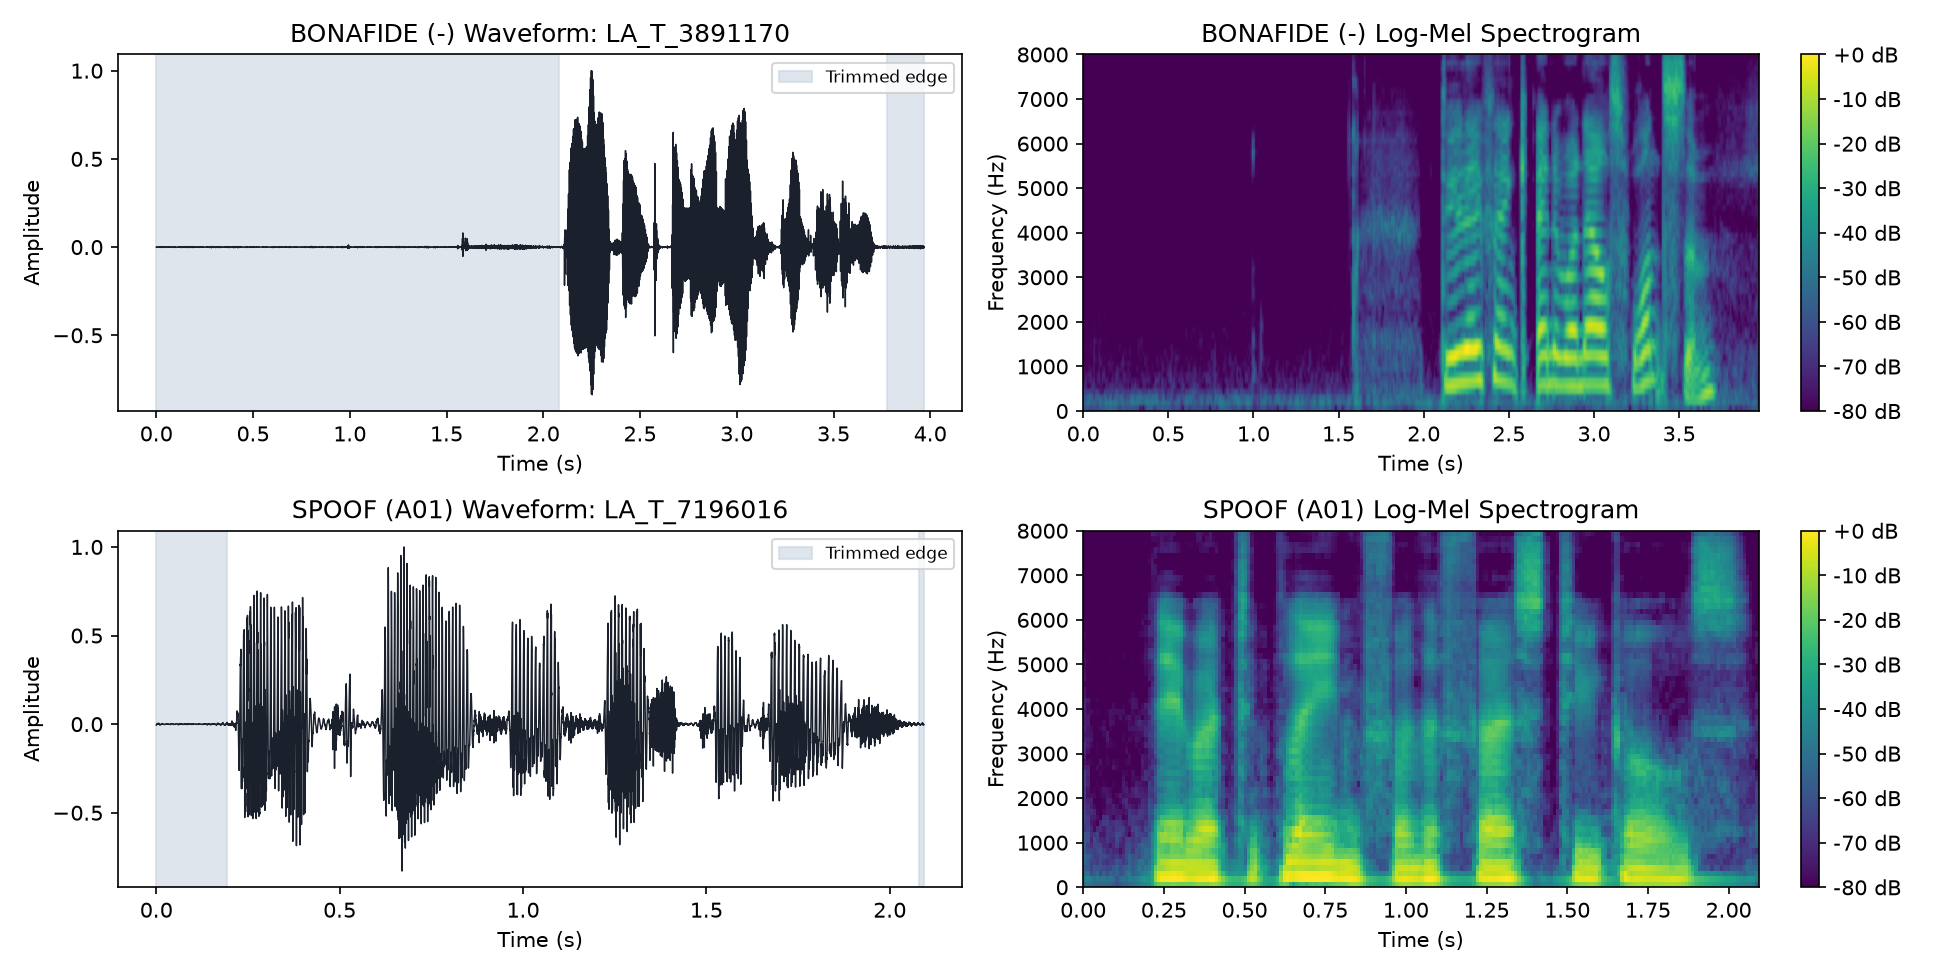 BONAFIDE (-) Waveform: LA_T_3891170
1.0
0.5
0.0
−0.5
Amplitude
Trimmed edge
0.0 0.5 1.0 1.5 2.0 2.5 3.0 3.5 4.0
Time (s)
BONAFIDE (-) Log-Mel Spectrogram
8000
7000
6000
5000
4000
3000
2000
1000
0
Frequency (Hz)
0.0 0.5 1.0 1.5 2.0 2.5 3.0 3.5
Time (s)
+0 dB
-10 dB
-20 dB
-30 dB
-40 dB
-50 dB
-60 dB
-70 dB
-80 dB
SPOOF (A01) Waveform: LA_T_7196016
1.0
0.5
0.0
−0.5
Amplitude
Trimmed edge
0.0 0.5 1.0 1.5 2.0
Time (s)
SPOOF (A01) Log-Mel Spectrogram
8000
7000
6000
5000
4000
3000
2000
1000
0
Frequency (Hz)
0.00 0.25 0.50 0.75 1.00 1.25 1.50 1.75 2.00
Time (s)
+0 dB
-10 dB
-20 dB
-30 dB
-40 dB
-50 dB
-60 dB
-70 dB
-80 dB